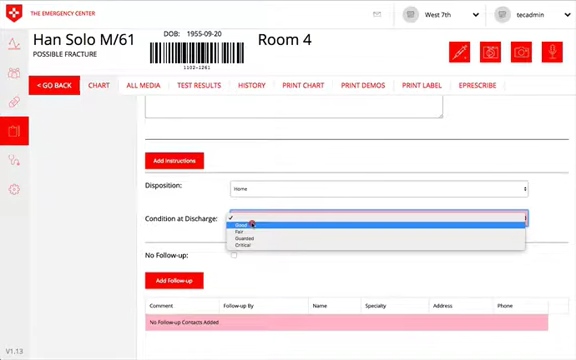 THE EMERGENCY CENTER
West 7th
tecadmin
Han Solo M/61
POSSIBLE FRACTURE
DOB: 1955-09-20
1102-1261
Room 4
< GO BACK
CHART
ALL MEDIA
TEST RESULTS
HISTORY
PRINT CHART
PRINT DEMOS
PRINT LABEL
EPRESCRIBE
Add Instructions
Disposition:
Home
Condition at Discharge:
Good
Fair
Guarded
Critical
No Follow-up:
Add Follow-up
Comment
Follow-up By
Name
Specialty
Address
Phone
No Follow-up Contacts Added
V1.13